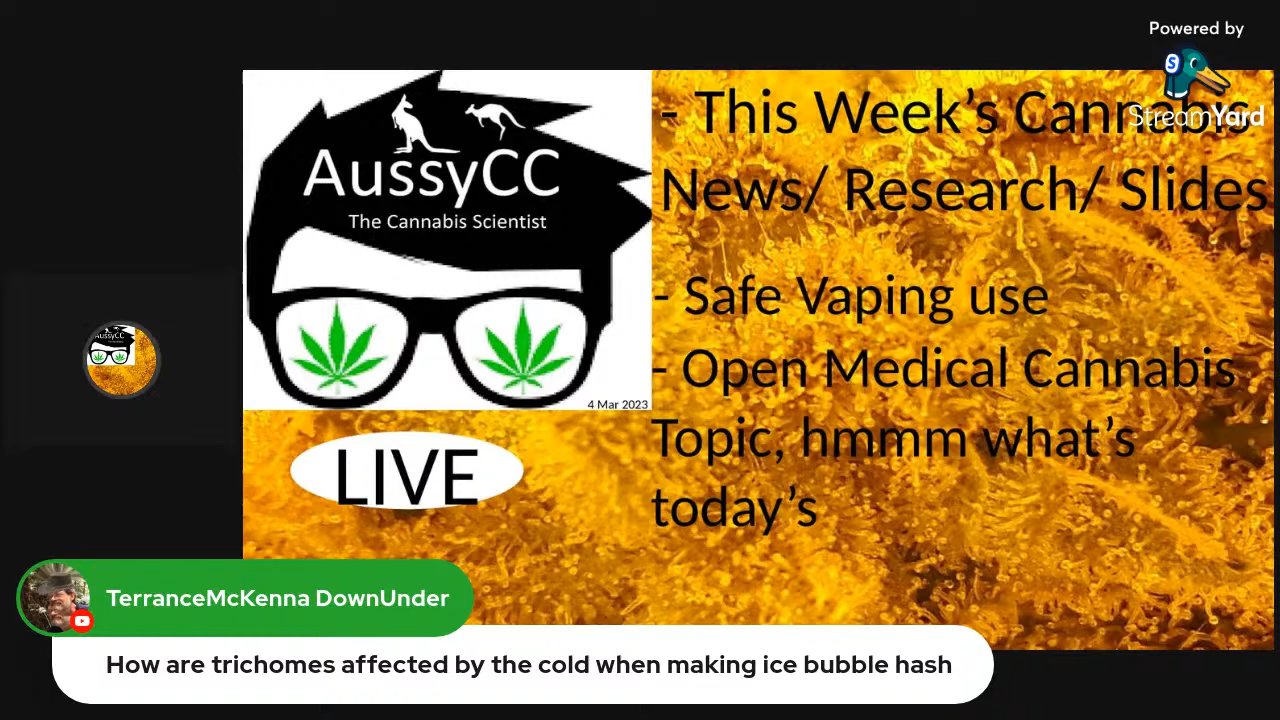 Powered by
StreamYard
- This Week's Cannabis
News/ Research/ Slides
AussyCC
The Cannabis Scientist
- Safe Vaping use
- Open Medical Cannabis
4 Mar 2023
Topic, hmmm what's
today's
LIVE
AussyCC
TerranceMcKenna DownUnder
How are trichomes affected by the cold when making ice bubble hash